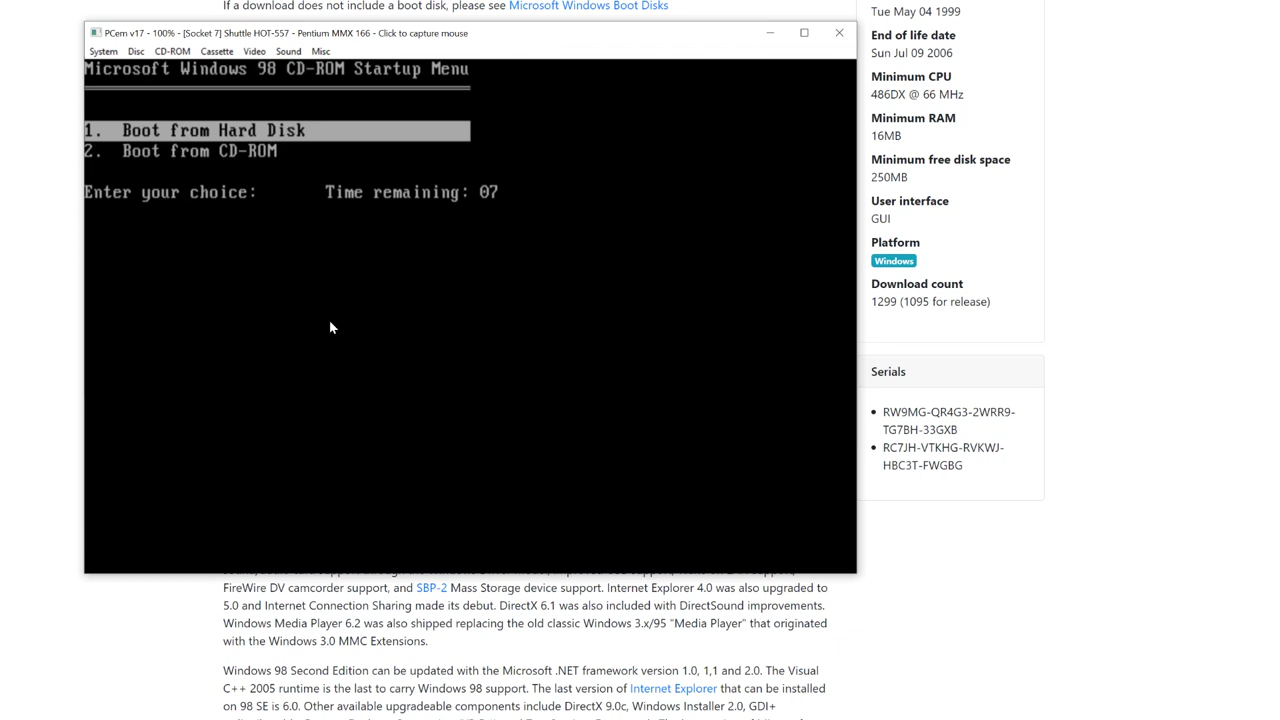 If a download does not include a boot disk, please see Microsoft Windows Boot Disks
PCem v17 - 100% - [Socket 7] Shuttle HOT-557 - Pentium MMX 166 - Click to capture mouse
System Disc CD-ROM Cassette Video Sound Misc
Microsoft Windows 98 CD-ROM Startup Menu
1. Boot from Hard Disk
2. Boot from CD-ROM
Enter your choice: Time remaining: 07
Tue May 04 1999
End of life date
Sun Jul 09 2006
Minimum CPU
486DX @ 66 MHz
Minimum RAM
16MB
Minimum free disk space
250MB
User interface
GUI
Platform
Windows
Download count
1299 (1095 for release)
Serials
RW9MG-QR4G3-2WRR9-
TG7BH-33GXB
RC7JH-VTKHG-RVKWJ-
HBC3T-FWGBG
FireWire DV camcorder support, and SBP-2 Mass Storage device support. Internet Explorer 4.0 was also upgraded to
5.0 and Internet Connection Sharing made its debut. DirectX 6.1 was also included with DirectSound improvements.
Windows Media Player 6.2 was also shipped replacing the old classic Windows 3.x/95 "Media Player" that originated
with the Windows 3.0 MMC Extensions.
Windows 98 Second Edition can be updated with the Microsoft .NET framework version 1.0, 1,1 and 2.0. The Visual
C++ 2005 runtime is the last to carry Windows 98 support. The last version of Internet Explorer that can be installed
on 98 SE is 6.0. Other available upgradeable components include DirectX 9.0c, Windows Installer 2.0, GDI+